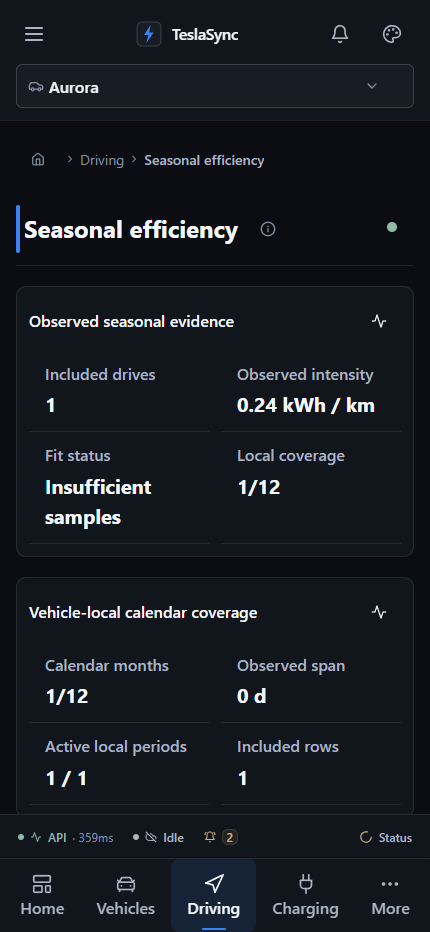 TeslaSync
Aurora
Driving
Seasonal efficiency
Seasonal efficiency
Observed seasonal evidence
Included drives
1
Observed intensity
0.24 kWh / km
Fit status
Insufficient
samples
Local coverage
1/12
Vehicle-local calendar coverage
Calendar months
1/12
Observed span
0 d
Active local periods
1 / 1
Included rows
1
API · 359ms
Idle
2
Status
Home
Vehicles
Driving
Charging
More